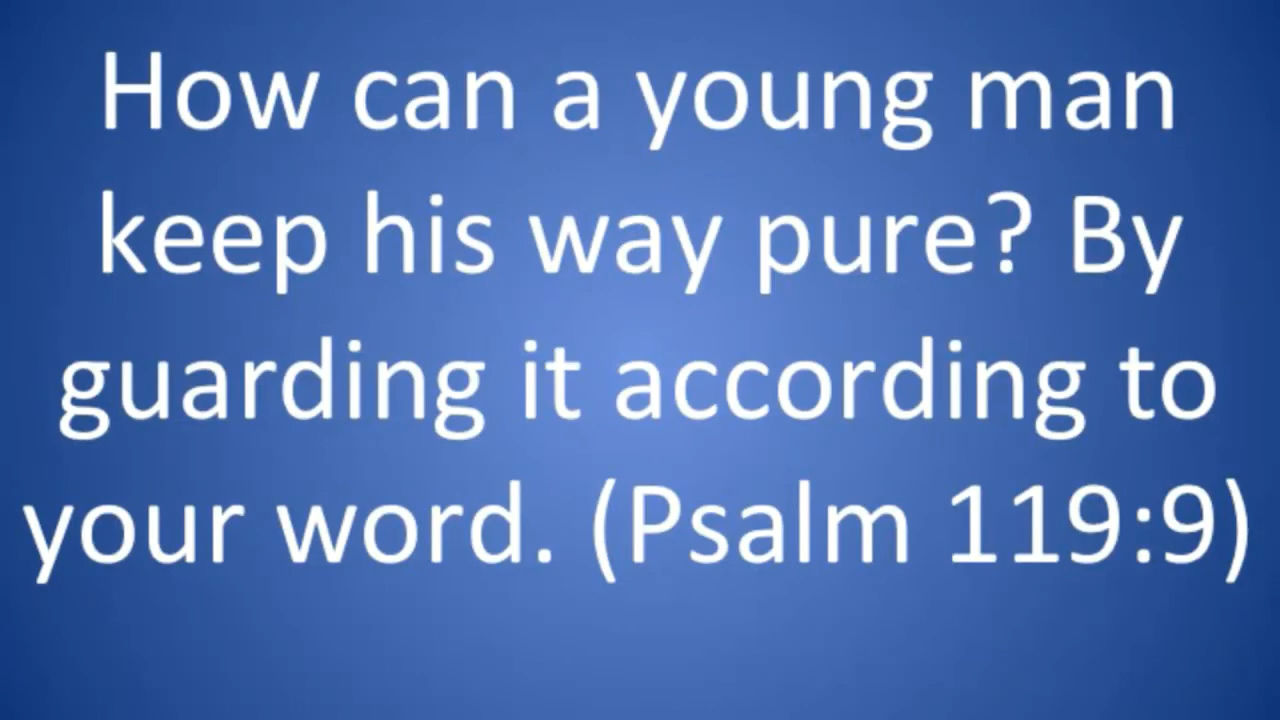 How can a young man
keep his way pure? By
guarding it according to
your word. (Psalm 119:9)